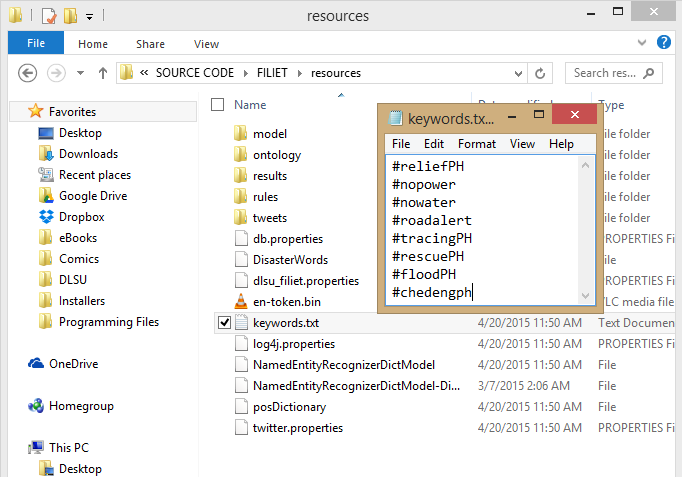 resources
File
Home
Share
View
« SOURCE CODE FILIET resources
Search res...
Favorites
Desktop
Downloads
Recent places
Google Drive
Dropbox
eBooks
Comics
DLSU
Installers
Programming Files
OneDrive
Homegroup
This PC
Desktop
Name
Type
model
File folder
ontology
File folder
results
File folder
rules
File folder
tweets
File folder
db.properties
PROPERTIES Fi
DisasterWords
File
dlsu_filiet.properties
PROPERTIES Fi
en-token.bin
VLC media file
keywords.txt 4/20/2015 11:50 AM Text Documen
log4j.properties 4/20/2015 11:50 AM PROPERTIES Fi
NamedEntityRecognizerDictModel 4/20/2015 11:50 AM File
NamedEntityRecognizerDictModel-Di... 3/7/2015 2:06 AM File
posDictionary 4/20/2015 11:50 AM File
twitter.properties 4/20/2015 11:50 AM PROPERTIES Fi
keywords.tx...
File Edit Format View Help
#reliefPH
#nopower
#nowater
#roadalert
#tracingPH
#rescuePH
#floodPH
#chedengph